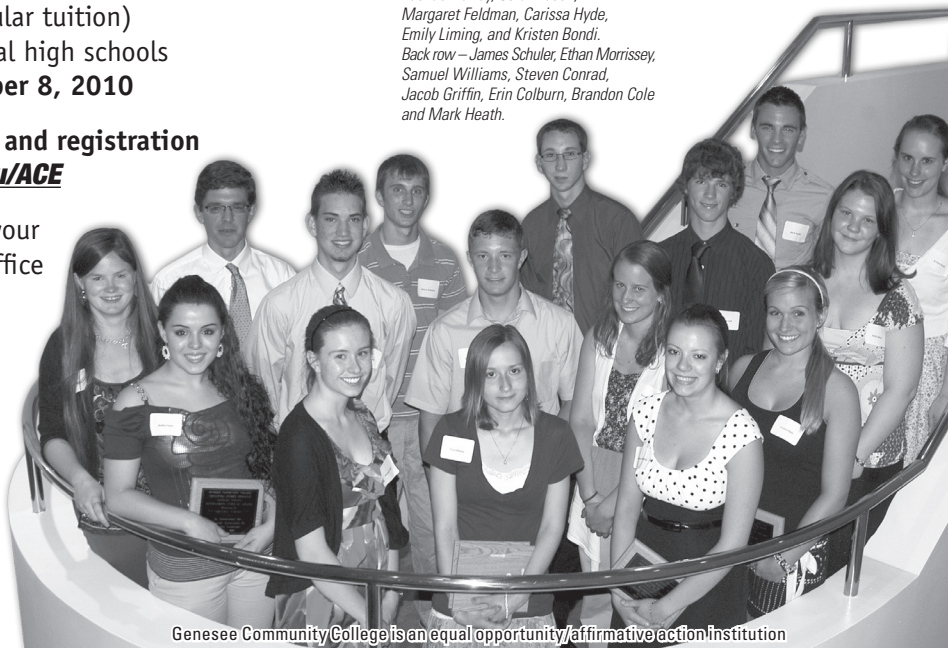 ular tuition)
al high schools
ber 8, 2010
and registration
u/ACE
your
ffice
Margaret Feldman, Carissa Hyde,
Emily Liming, and Kristen Bondi.
Back row – James Schuler, Ethan Morrissey,
Samuel Williams, Steven Conrad,
Jacob Griffin, Erin Colburn, Brandon Cole
and Mark Heath.
Genesee Community College is an equal opportunity/affirmative action institution